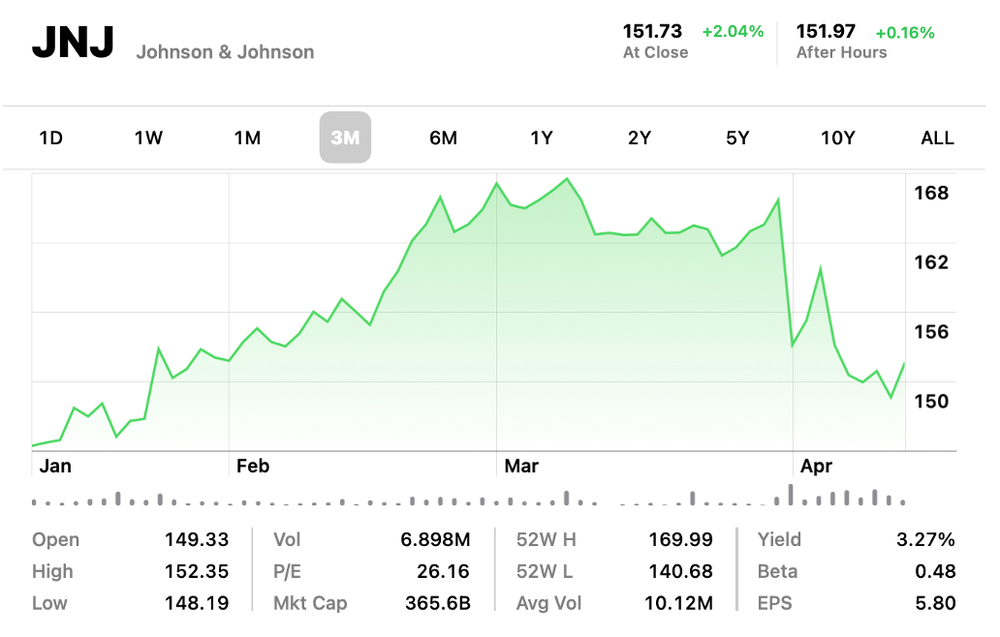 JNJ Johnson & Johnson 151.73 +2.04% 151.97 +0.16%
At Close After Hours
1D 1W 1M 3M 6M 1Y 2Y 5Y 10Y ALL
168
162
156
150
Jan Feb Mar Apr
Open 149.33 Vol 6.898M 52W H 169.99 Yield 3.27%
High 152.35 P/E 26.16 52W L 140.68 Beta 0.48
Low 148.19 Mkt Cap 365.6B Avg Vol 10.12M EPS 5.80